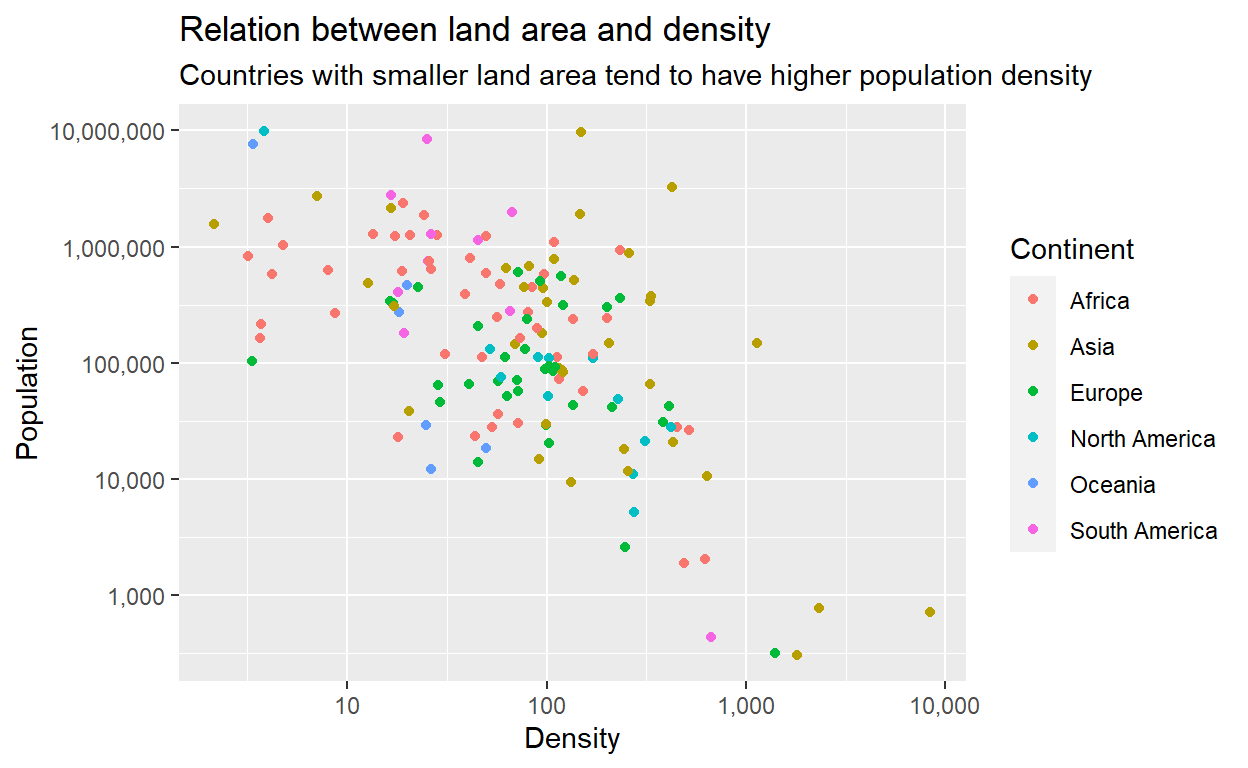 Relation between land area and density
Countries with smaller land area tend to have higher population density
10,000,000
1,000,000
100,000
10,000
1,000
Population
10
100
1,000
10,000
Density
Continent
Africa
Asia
Europe
North America
Oceania
South America